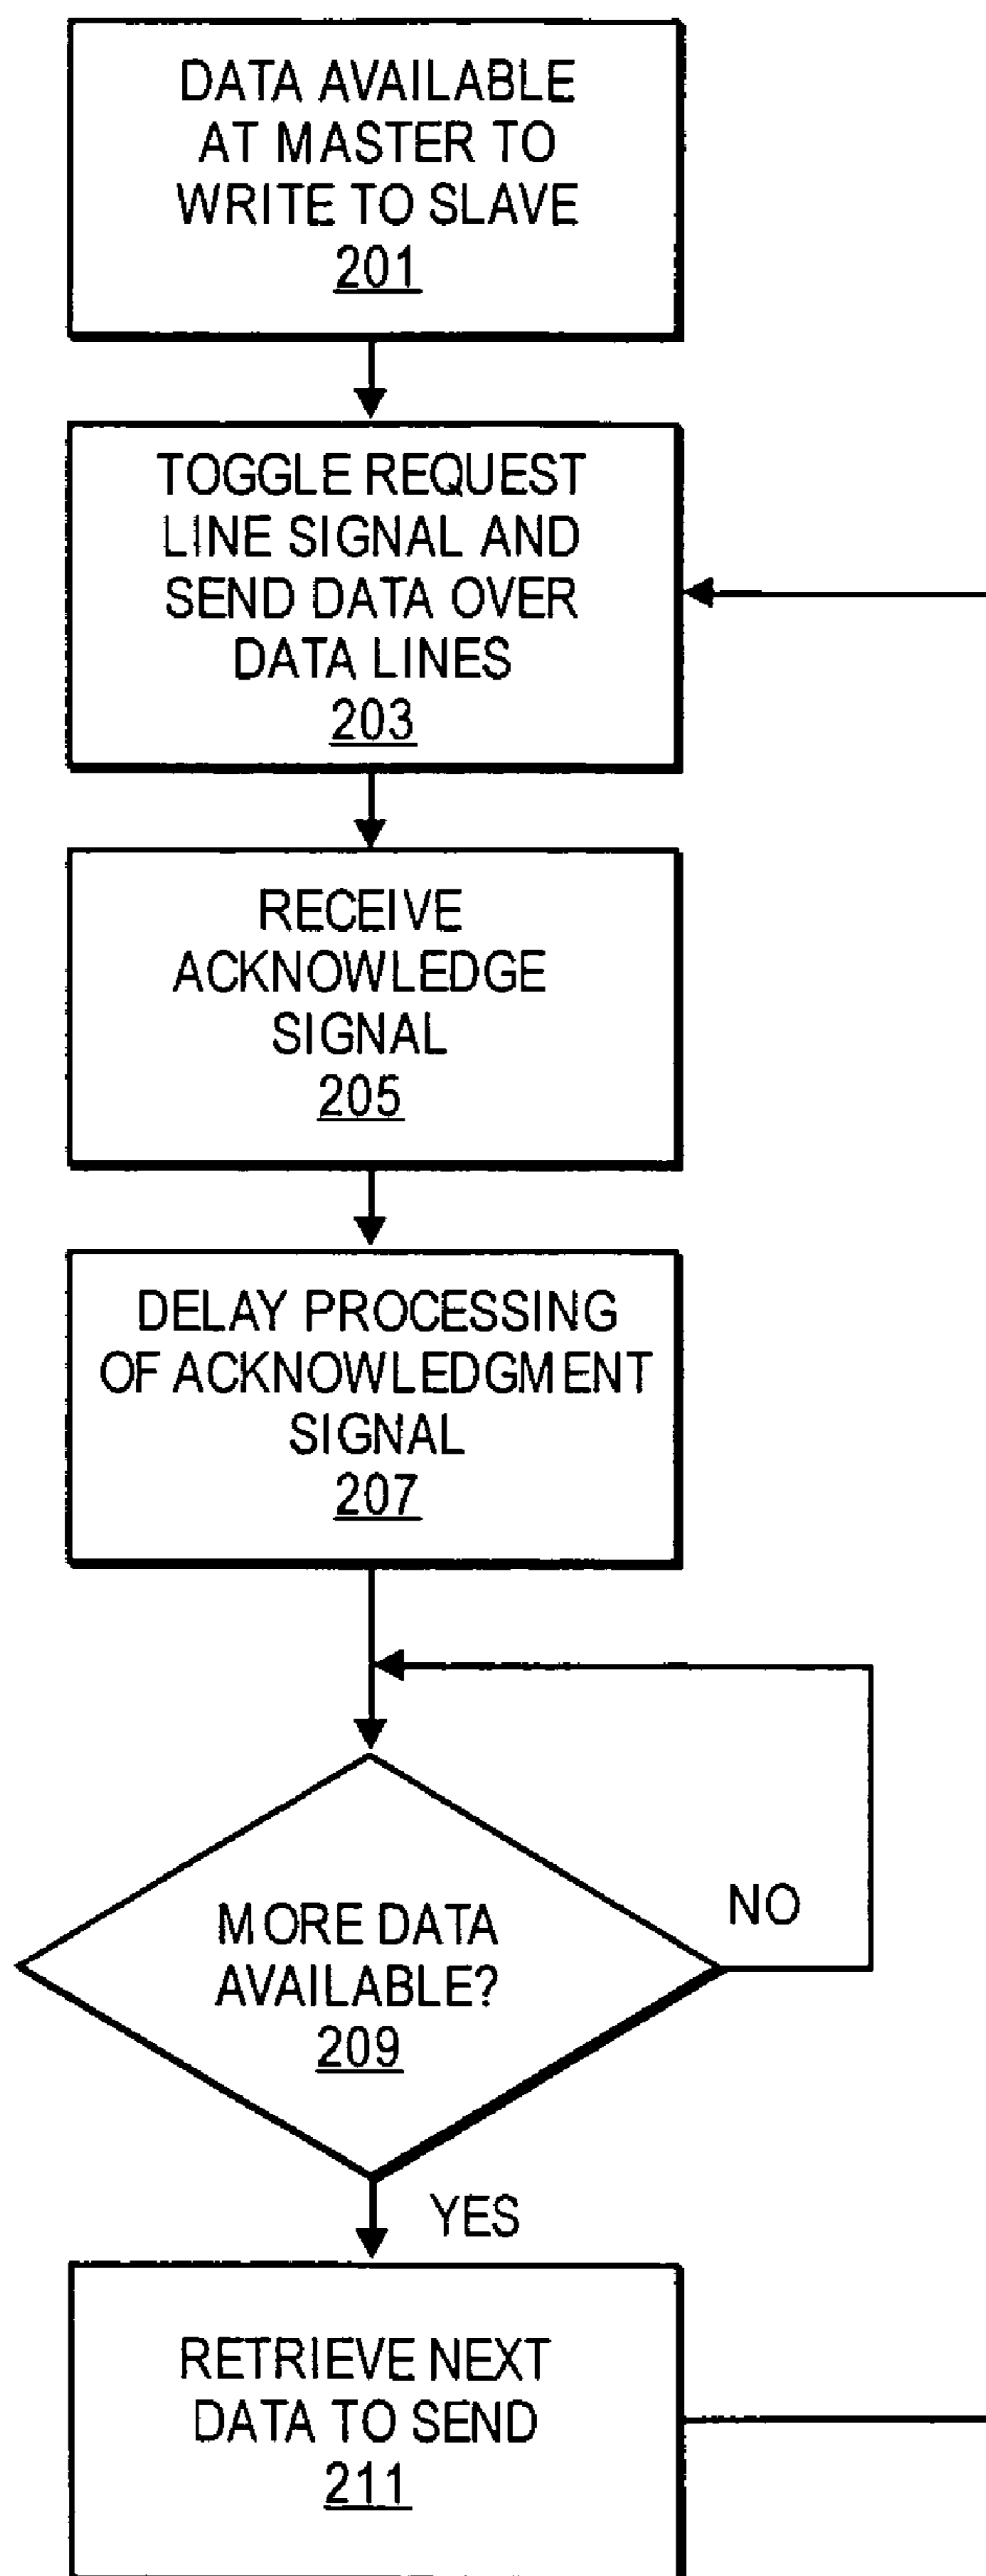 DATA AVAILABLE
AT MASTER TO
WRITE TO SLAVE
201
TOGGLE REQUEST
LINE SIGNAL AND
SEND DATA OVER
DATA LINES
203
RECEIVE
ACKNOWLEDGE
SIGNAL
205
DELAY PROCESSING
OF ACKNOWLEDGMENT
SIGNAL
207
NO
MORE DATA
AVAILABLE?
209
YES
RETRIEVE NEXT
DATA TO SEND
211